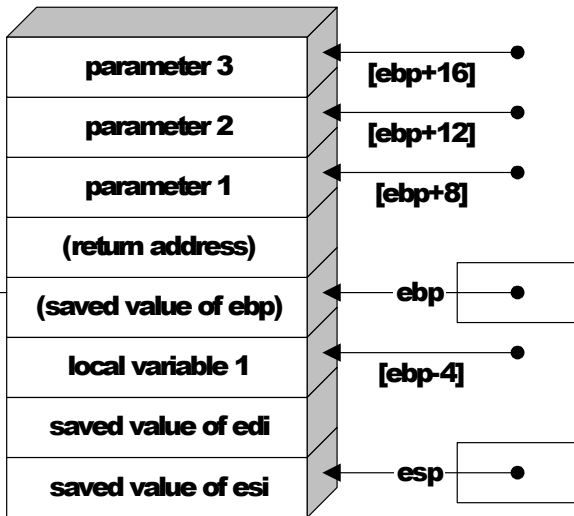 parameter 3
[ebp+16]
parameter 2
[ebp+12]
parameter 1
[ebp+8]
(return address)
(saved value of ebp)
ebp
local variable 1
[ebp-4]
saved value of edi
saved value of esi
esp